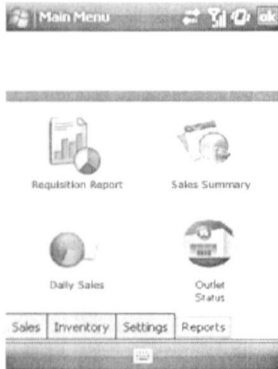 Main Menu
ok
Requisition Report
Sales Summary
Daily Sales
Outlet
Status
Sales
Inventory
Settings
Reports